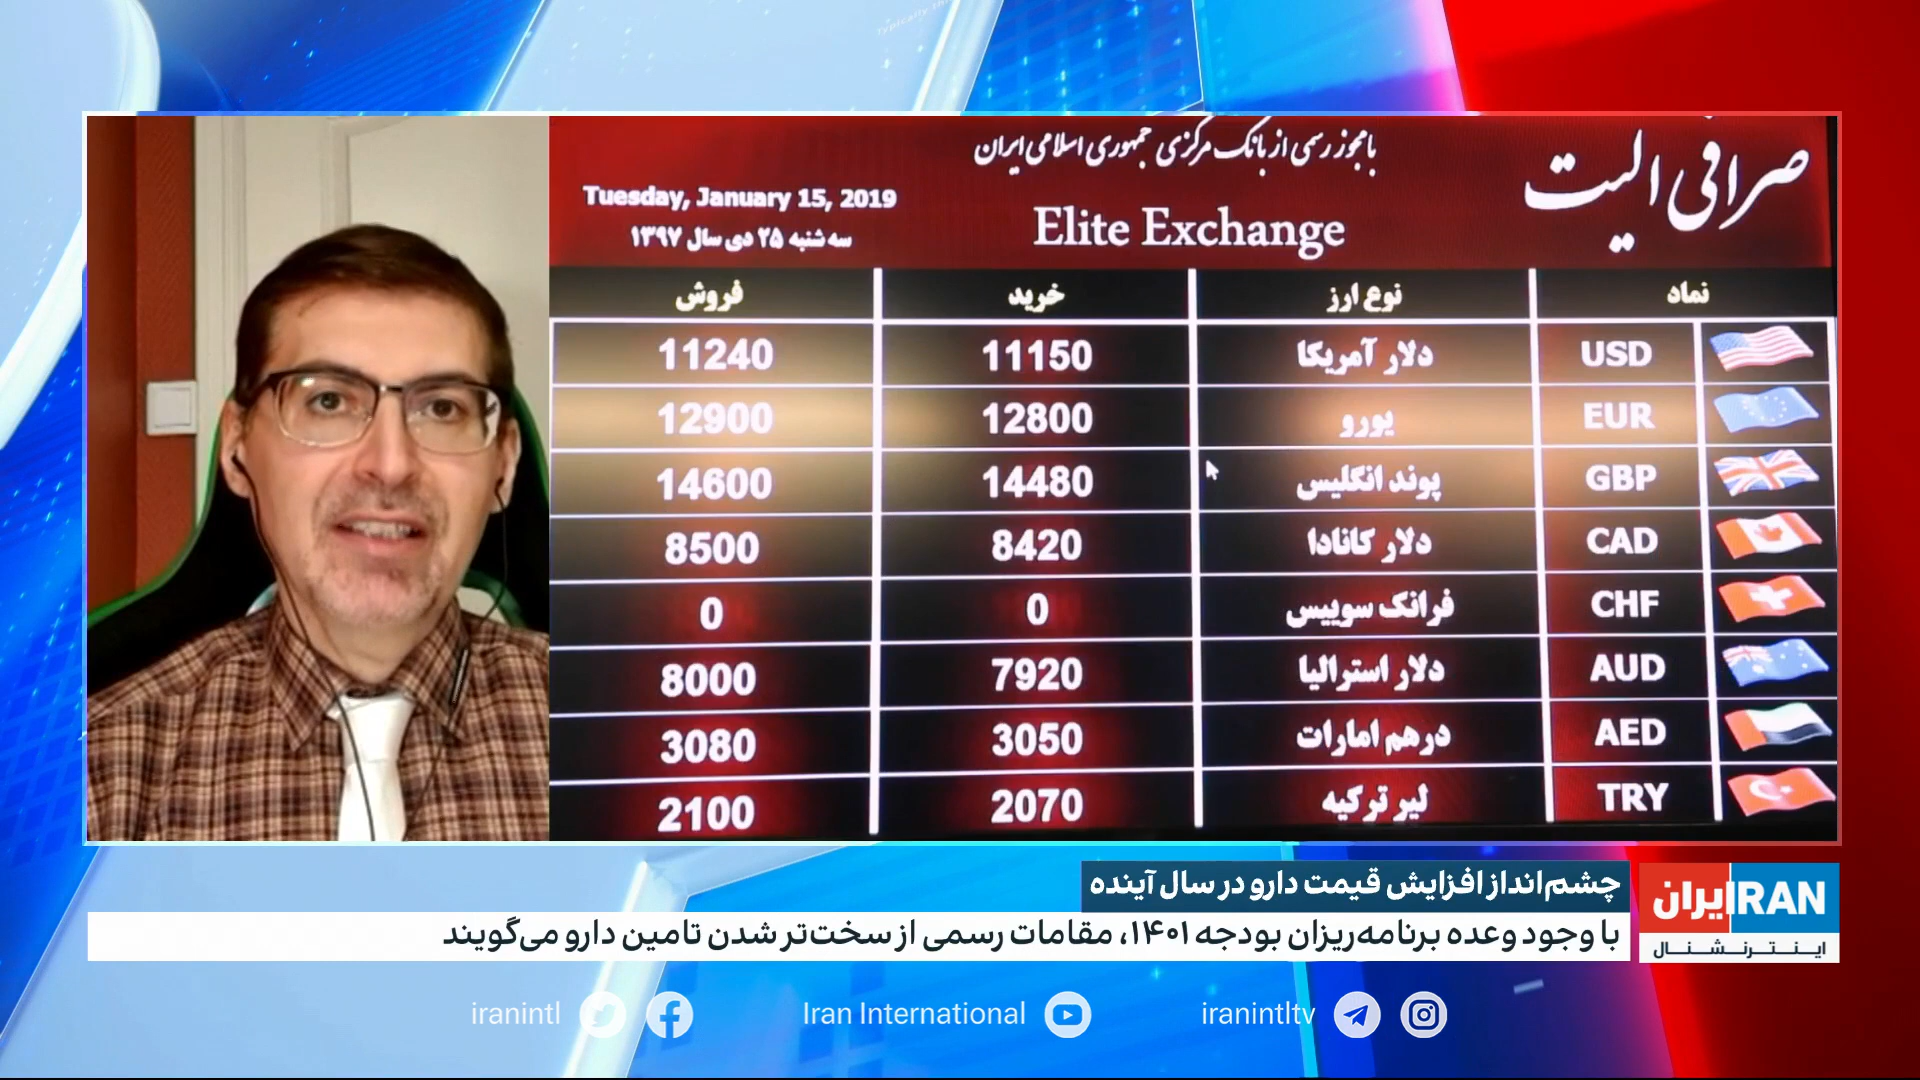 با مجوز رسمی از بانک مرکزی جمهوری اسلامی ایران
صرافی الیت
Tuesday, January 15, 2019
Elite Exchange
سه شنبه ۲۵ دی سال ۱۳۹۷
نماد نوع ارز خرید فروش
USD دلار آمریکا 11150 11240
EUR یورو 12800 12900
GBP پوند انگلیس 14480 14600
CAD دلار کانادا 8420 8500
CHF فرانک سوییس 0 0
AUD دلار استرالیا 7920 8000
AED درهم امارات 3050 3080
TRY لیر ترکیه 2070 2100
چشم‌انداز افزایش قیمت دارو در سال آینده
با وجود وعده برنامه‌ریزان بودجه ۱۴۰۱، مقامات رسمی از سخت‌تر شدن تامین دارو می‌گویند
ایران IRAN
اینترنشنال
iranintl
Iran International
iranintltv